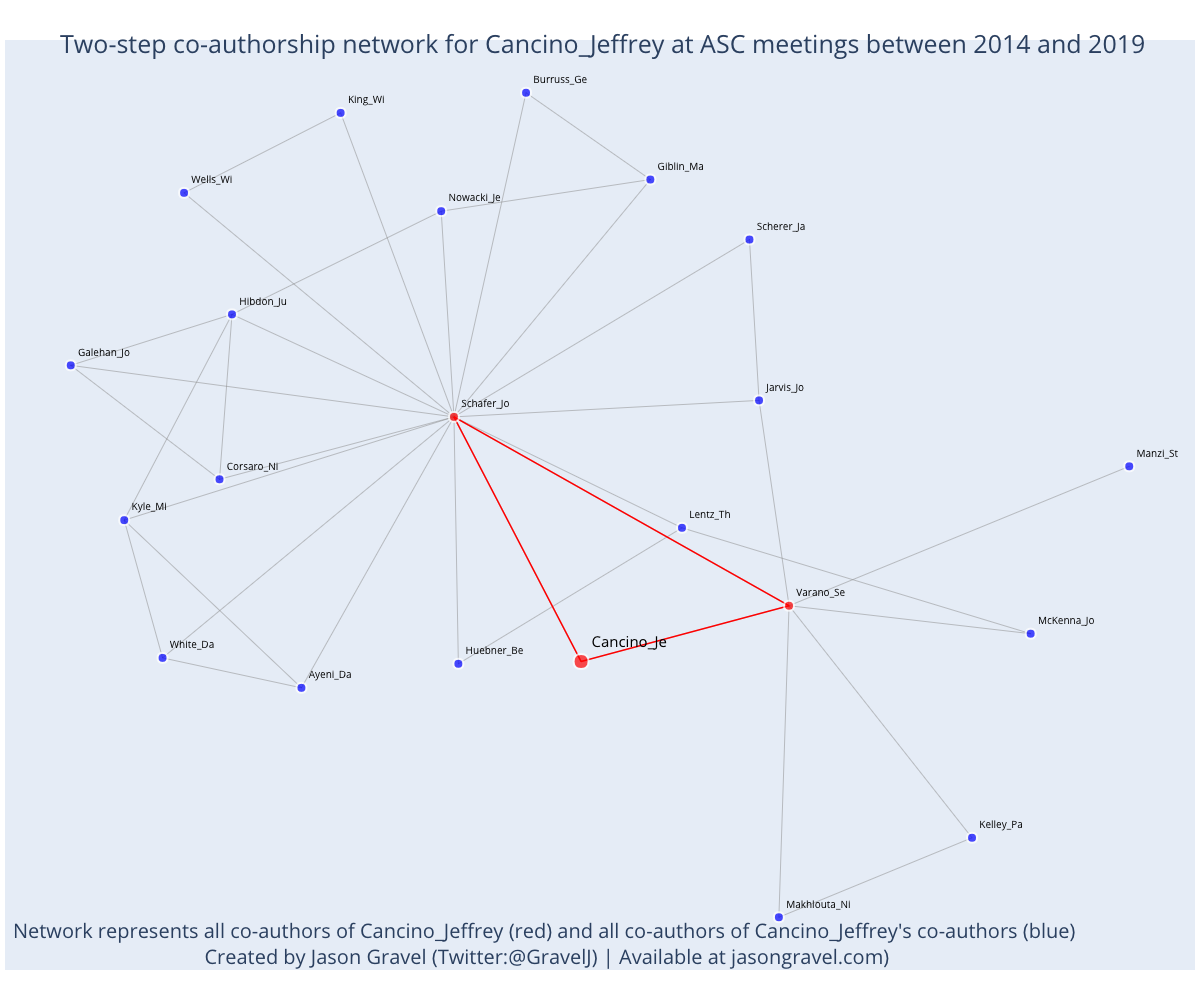 Two-step co-authorship network for Cancino_Jeffrey at ASC meetings between 2014 and 2019
Burruss_Ge
King_Wi
Giblin_Ma
Wells_Wi
Nowacki_Je
Scherer_Ja
Hibdon_Ju
Galehan_Jo
Jarvis_Jo
Schafer_Jo
Manzi_St
Corsaro_Ni
Kyle_Mi
Lentz_Th
Varano_Se
McKenna_Jo
White_Da
Cancino_Je
Huebner_Be
Ayeni_Da
Kelley_Pa
Makhlouta_Ni
Network represents all co-authors of Cancino_Jeffrey (red) and all co-authors of Cancino_Jeffrey's co-authors (blue)
Created by Jason Gravel (Twitter:@GravelJ) | Available at jasongravel.com)